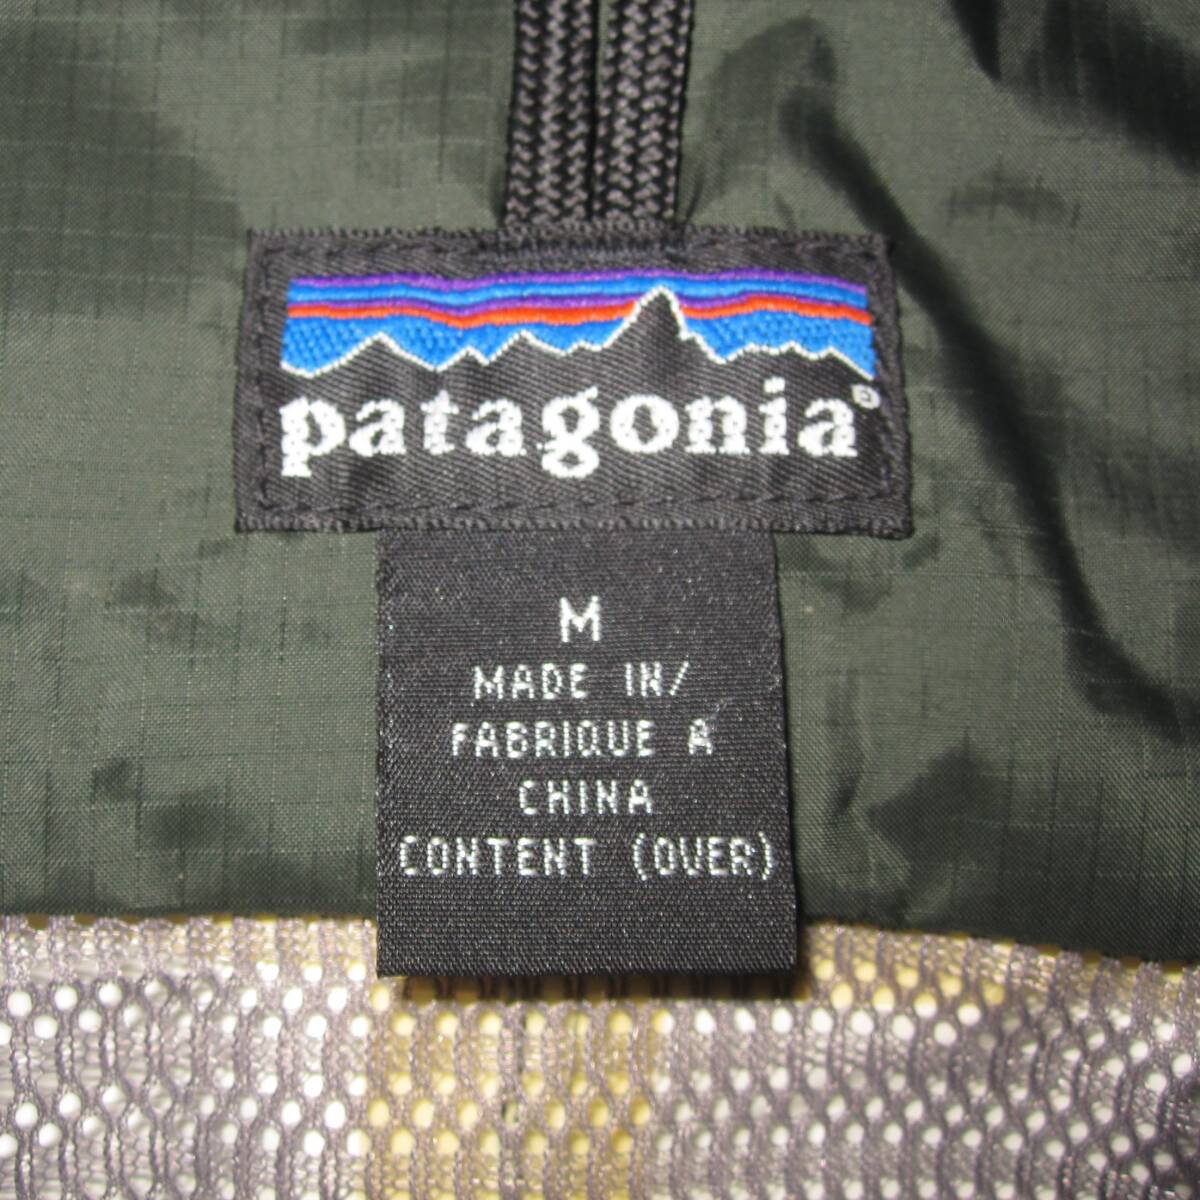 patagonia®
M
MADE IN/
FABRIQUE A
CHINA
CONTENT (OVER)